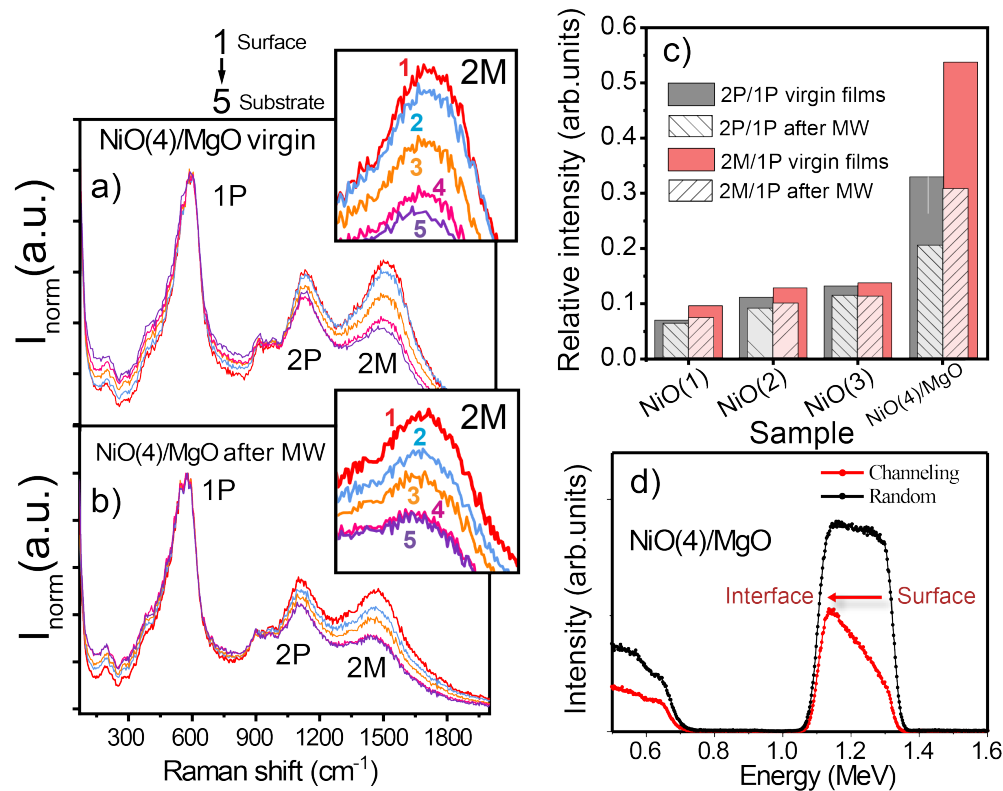 1 Surface
5 Substrate
NiO(4)/MgO virgin
a)
1P
2P
2M
I norm (a.u.)
2M
1
2
3
4
5
NiO(4)/MgO after MW
b)
1P
2P
2M
I norm (a.u.)
2M
1
2
3
4
5
300 600 900 1200 1500 1800
Raman shift (cm-1)
c)
Relative intensity (arb.units)
0.6
0.5
0.4
0.3
0.2
0.1
0.0
2P/1P virgin films
2P/1P after MW
2M/1P virgin films
2M/1P after MW
NiO(1) NiO(2) NiO(3) NiO(4)/MgO
Sample
d)
Channeling
Random
NiO(4)/MgO
Interface Surface
Intensity (arb.units)
0.6 0.8 1.0 1.2 1.4 1.6
Energy (MeV)